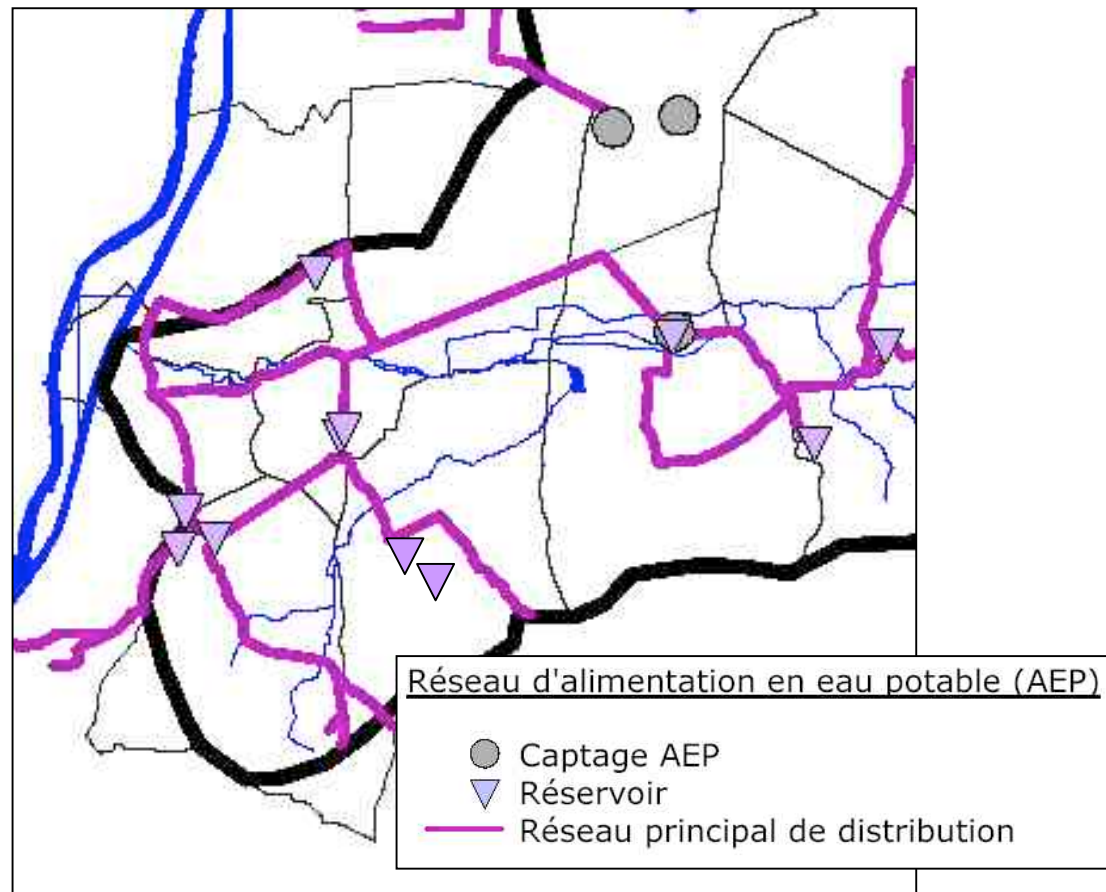 Réseau d'alimentation en eau potable (AEP)
Captage AEP
Réservoir
Réseau principal de distribution